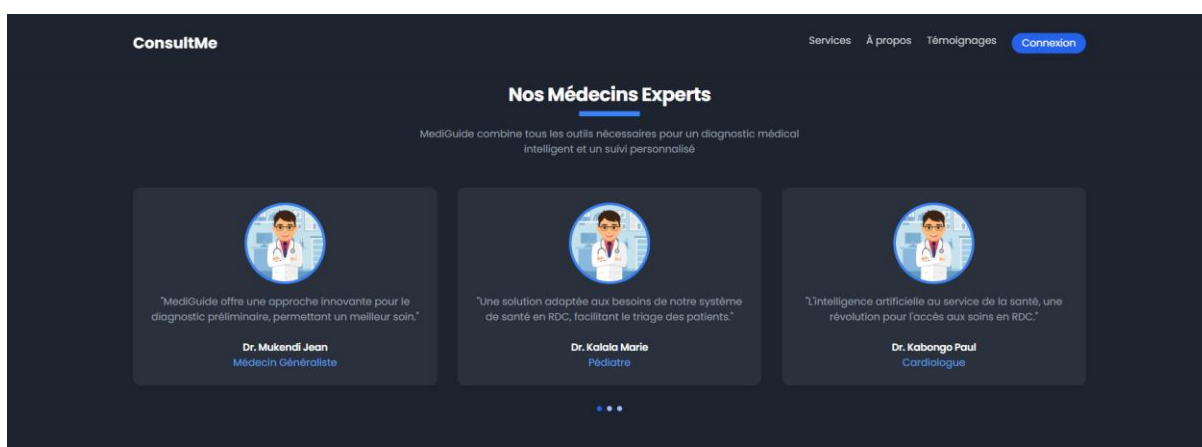 ConsultMe
Services À propos Témoignages Connexion
Nos Médecins Experts
MediGuide combine tous les outils nécessaires pour un diagnostic médical
intelligent et un suivi personnalisé
"MediGuide offre une approche innovante pour le
diagnostic préliminaire, permettant un meilleur soin."
Dr. Mukendi Jean
Médecin Généraliste
"Une solution adaptée aux besoins de notre système
de santé en RDC, facilitant le triage des patients."
Dr. Kalala Marie
Pédiatre
"L'intelligence artificielle au service de la santé, une
révolution pour l'accès aux soins en RDC."
Dr. Kabongo Paul
Cardiologue